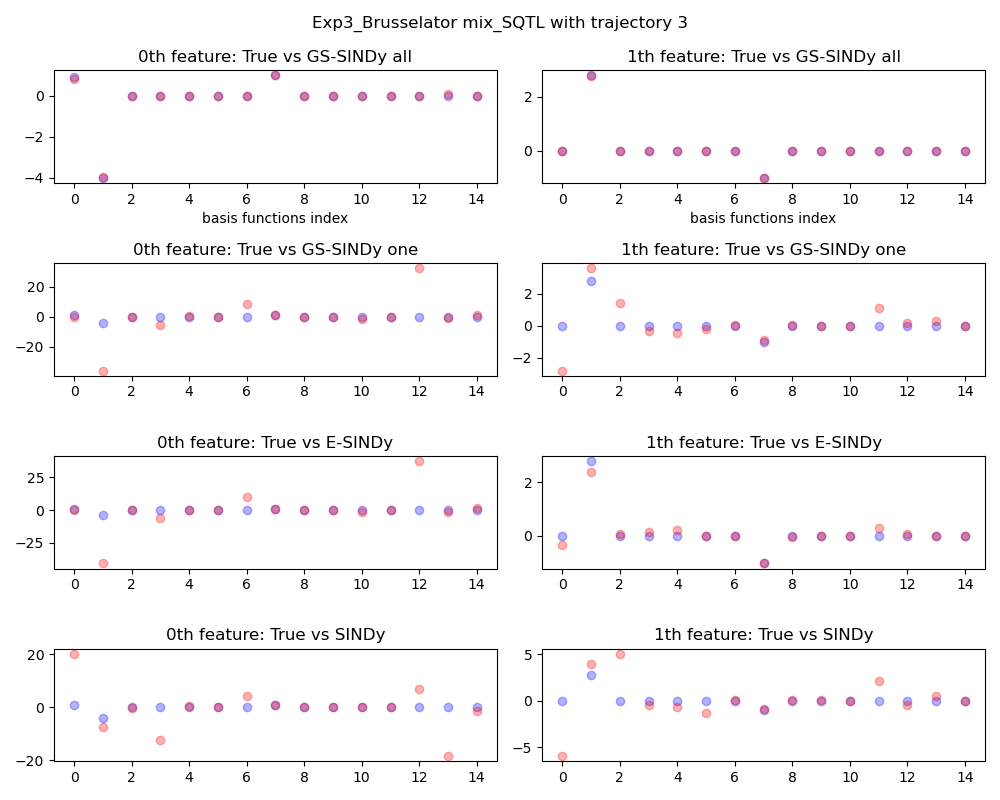 Exp3_Brusselator mix_SQTL with trajectory 3
0th feature: True vs GS-SINDy all
1th feature: True vs GS-SINDy all
0
−2
−4
2
0
0 2 4 6 8 10 12 14
0 2 4 6 8 10 12 14
basis functions index
basis functions index
0th feature: True vs GS-SINDy one
1th feature: True vs GS-SINDy one
20
0
−20
2
0
−2
0 2 4 6 8 10 12 14
0 2 4 6 8 10 12 14
0th feature: True vs E-SINDy
1th feature: True vs E-SINDy
25
0
−25
2
0
0 2 4 6 8 10 12 14
0 2 4 6 8 10 12 14
0th feature: True vs SINDy
1th feature: True vs SINDy
20
0
−20
5
0
−5
0 2 4 6 8 10 12 14
0 2 4 6 8 10 12 14